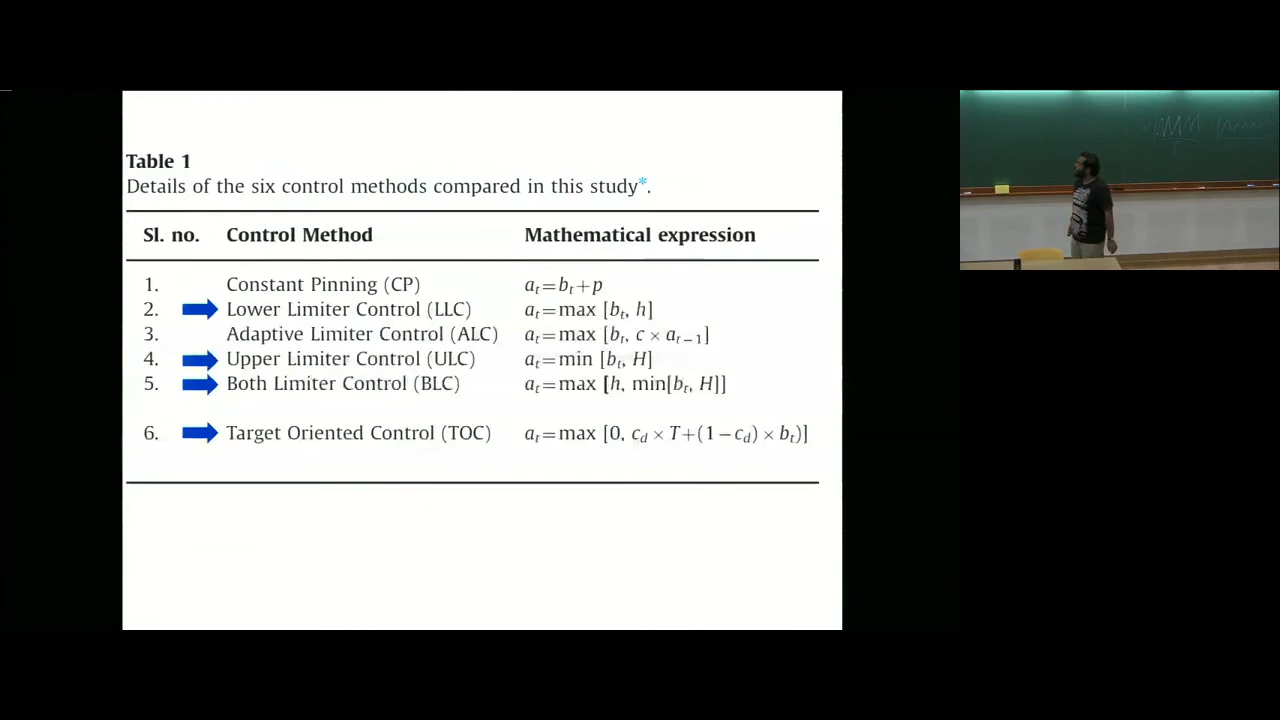 Table 1
Details of the six control methods compared in this study*.
Sl. no. Control Method Mathematical expression
1. Constant Pinning (CP) aₜ=bₜ+p
2. Lower Limiter Control (LLC) aₜ=max [bₜ, h]
3. Adaptive Limiter Control (ALC) aₜ=max [bₜ, c × aₜ₋₁]
4. Upper Limiter Control (ULC) aₜ=min [bₜ, H]
5. Both Limiter Control (BLC) aₜ=max [h, min[bₜ, H]]
6. Target Oriented Control (TOC) aₜ=max [0, c_d × T+(1−c_d) × bₜ)]